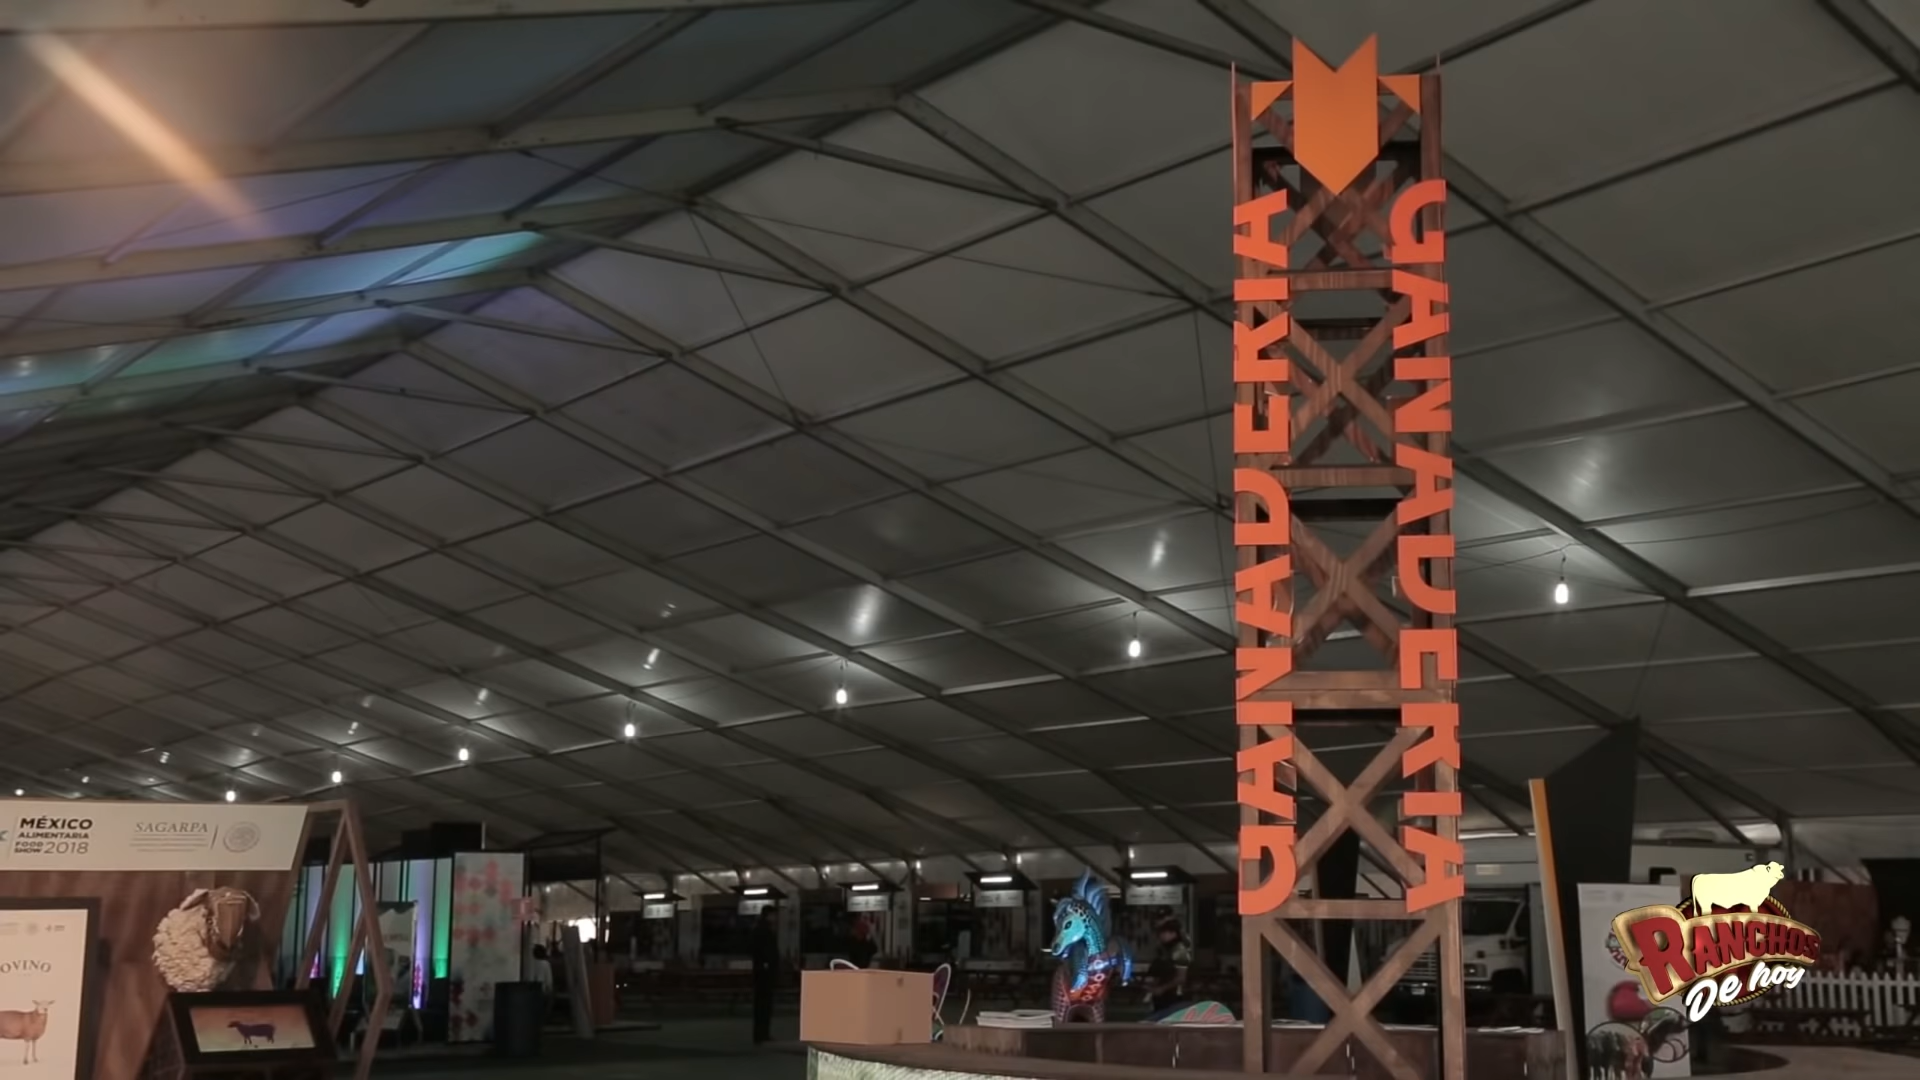 GANADERIA
GANADERIA
MÉXICO
ALIMENTARIA
FOOD
SHOW 2018
SAGARPA
OVINO
RANCHOS
De hoy